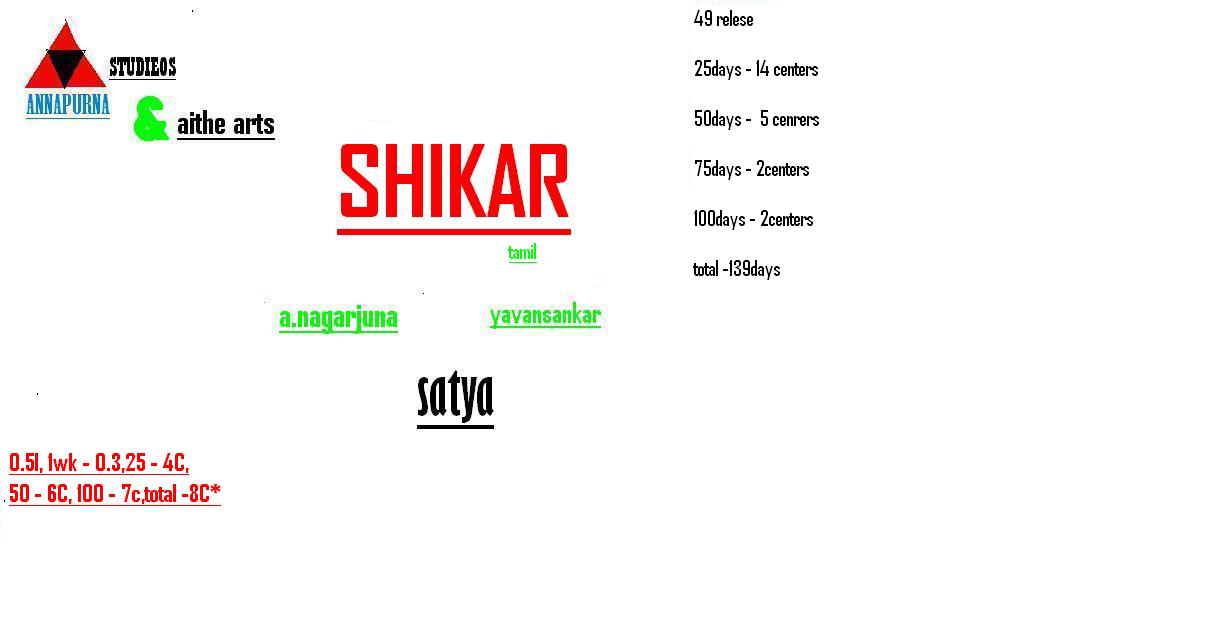 STUDIEOS
ANNAPURNA
& aithe arts
SHIKAR
tamil
a.nagarjuna
yavansankar
satya
0.5l, 1wk - 0.3,25 - 4C,
50 - 6C, 100 - 7c,total -8C*
49 relese
25days - 14 centers
50days - 5 cenrers
75days - 2centers
100days - 2centers
total -139days